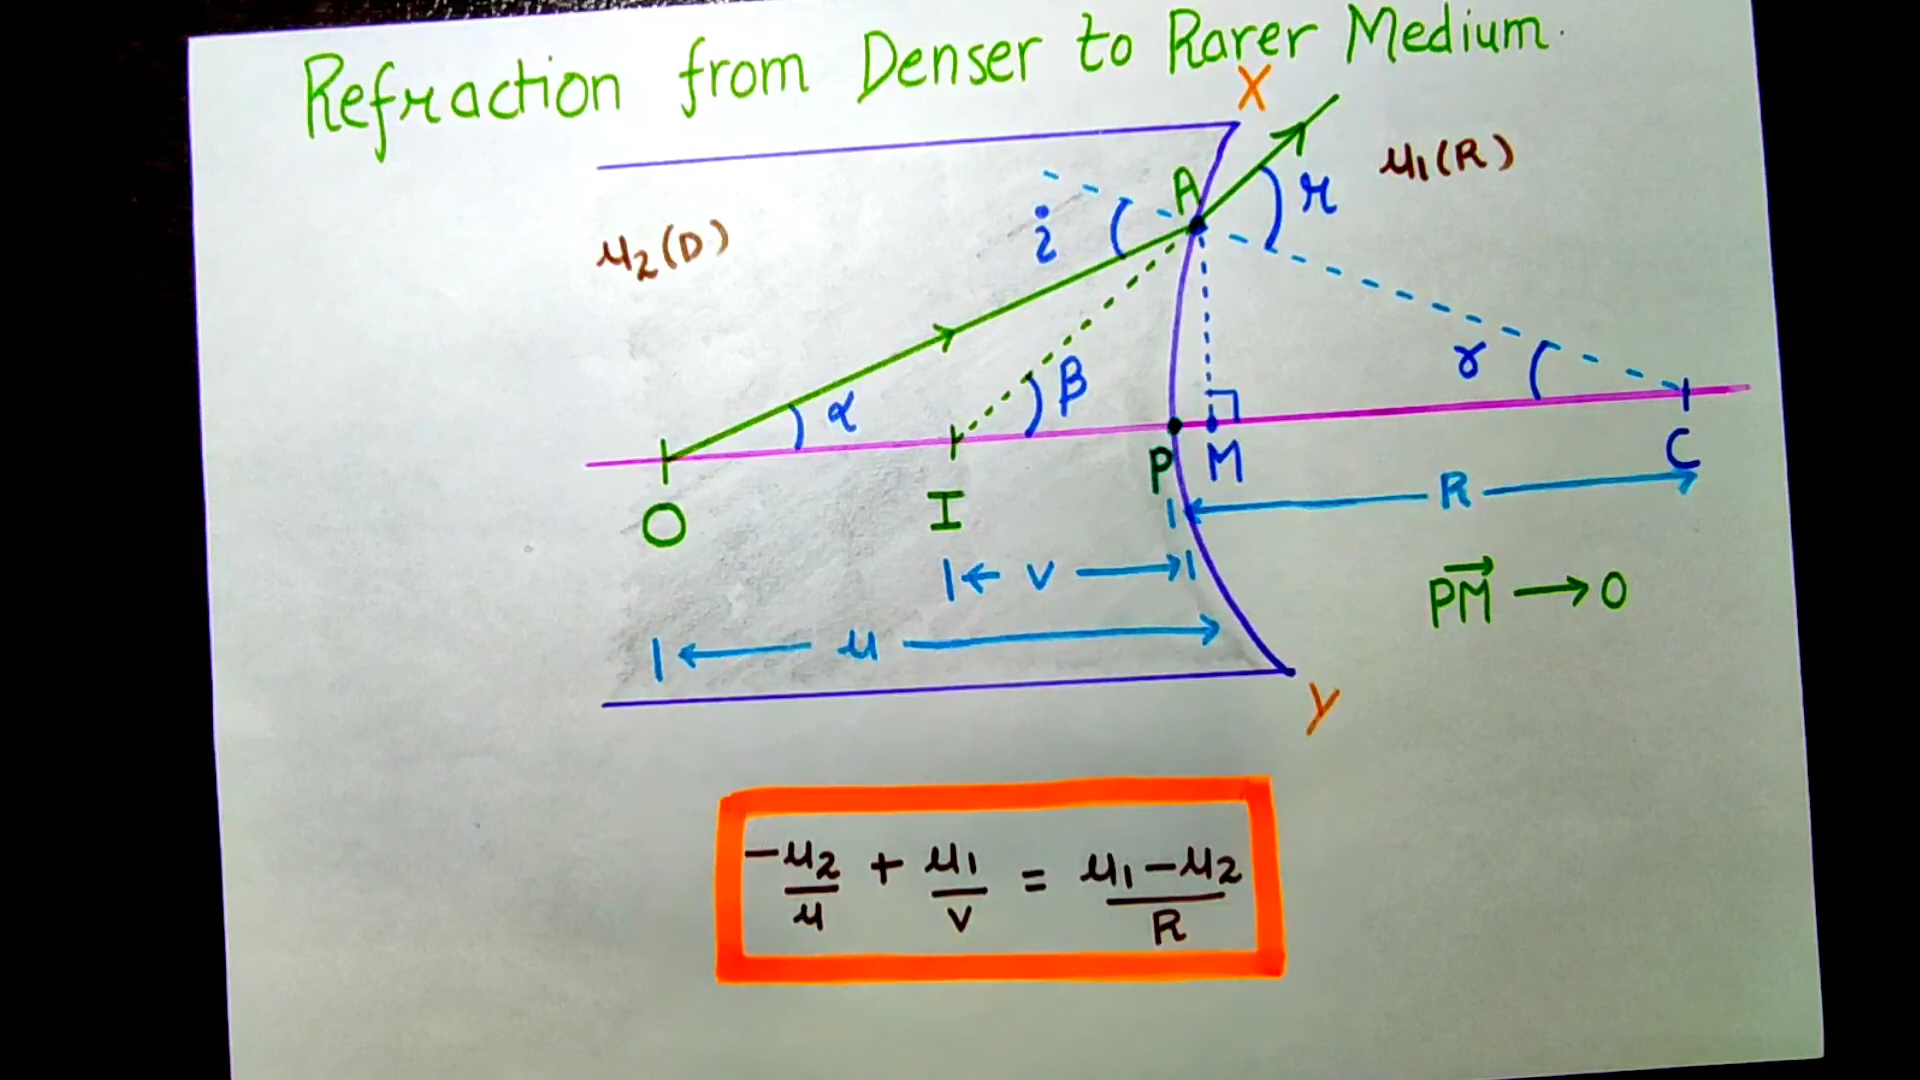 Refraction from Denser to Rarer Medium.
X
μ1(R)
A
r
i
μ2(D)
β
α
γ
O
I
P
M
C
R
v
PM → 0
u
y
-μ2/u + μ1/v = μ1-μ2/R